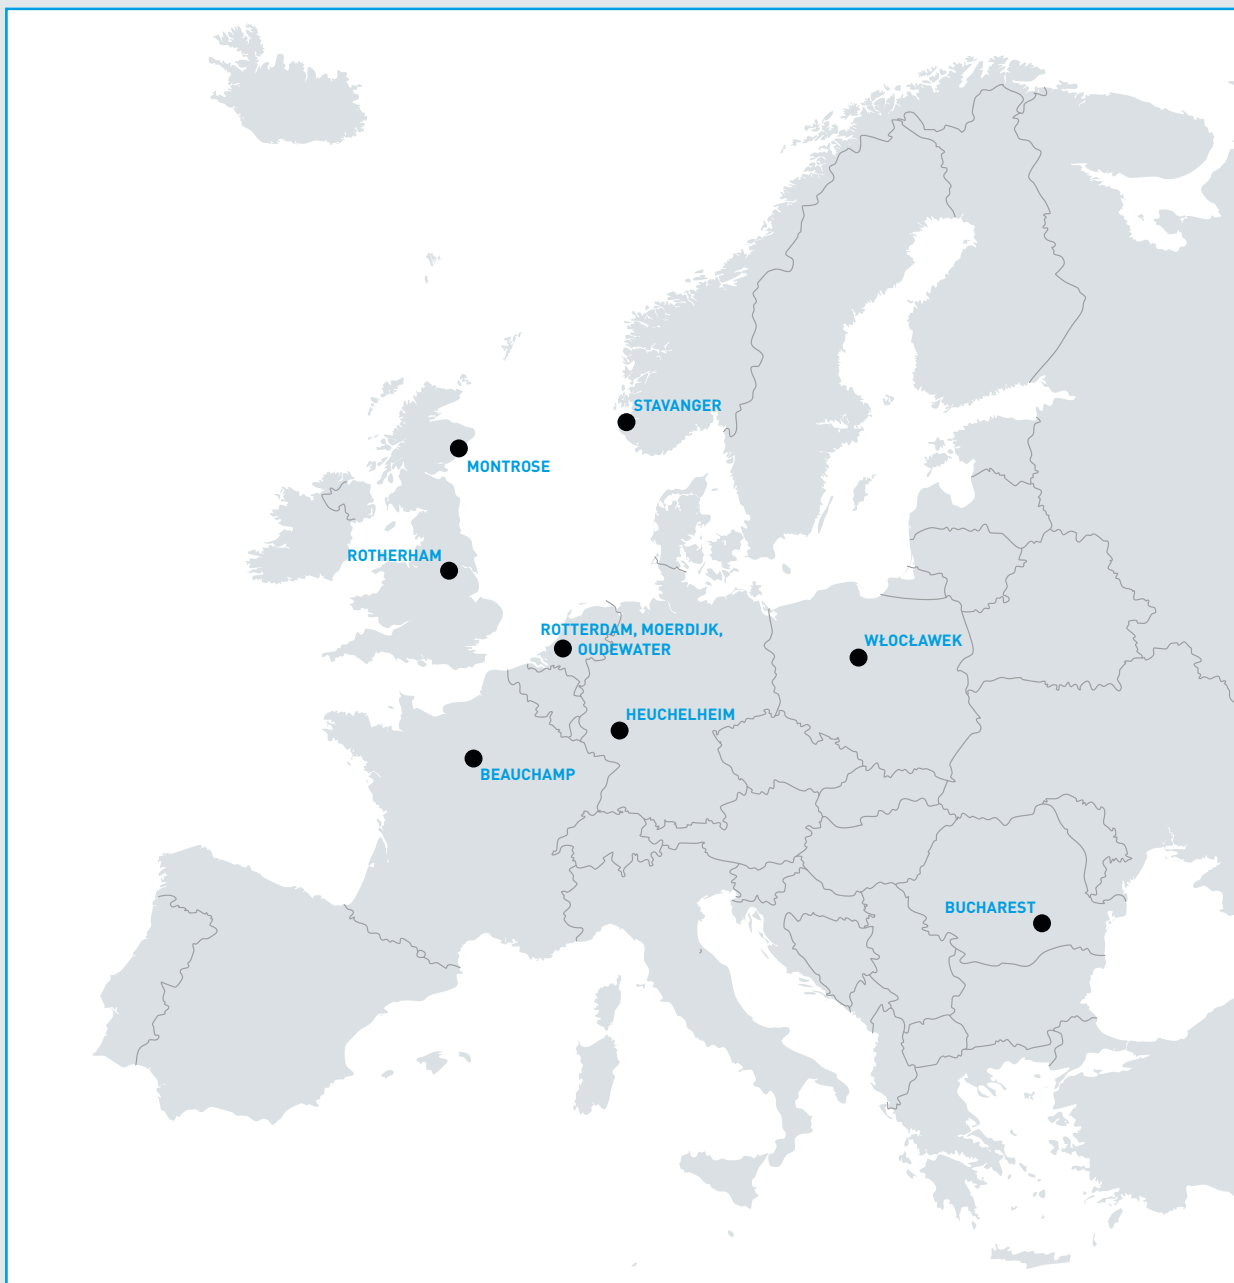 STAVANGER
MONTROSE
ROTHERHAM
ROTTERDAM, MOERDIJK,
OUDEWATER
WŁOCŁAWEK
HEUCHELHEIM
BEAUCHAMP
BUCHAREST